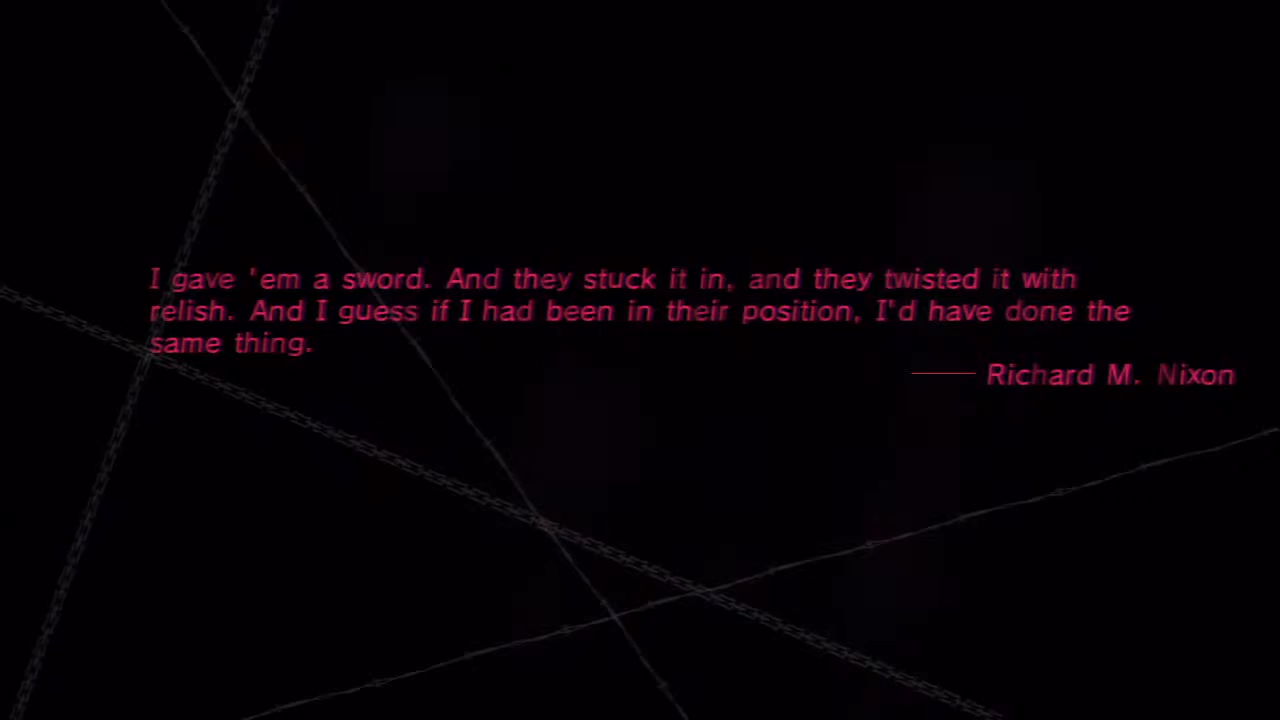 I gave 'em a sword. And they stuck it in, and they twisted it with
relish. And I guess if I had been in their position, I'd have done the
same thing.
—— Richard M. Nixon